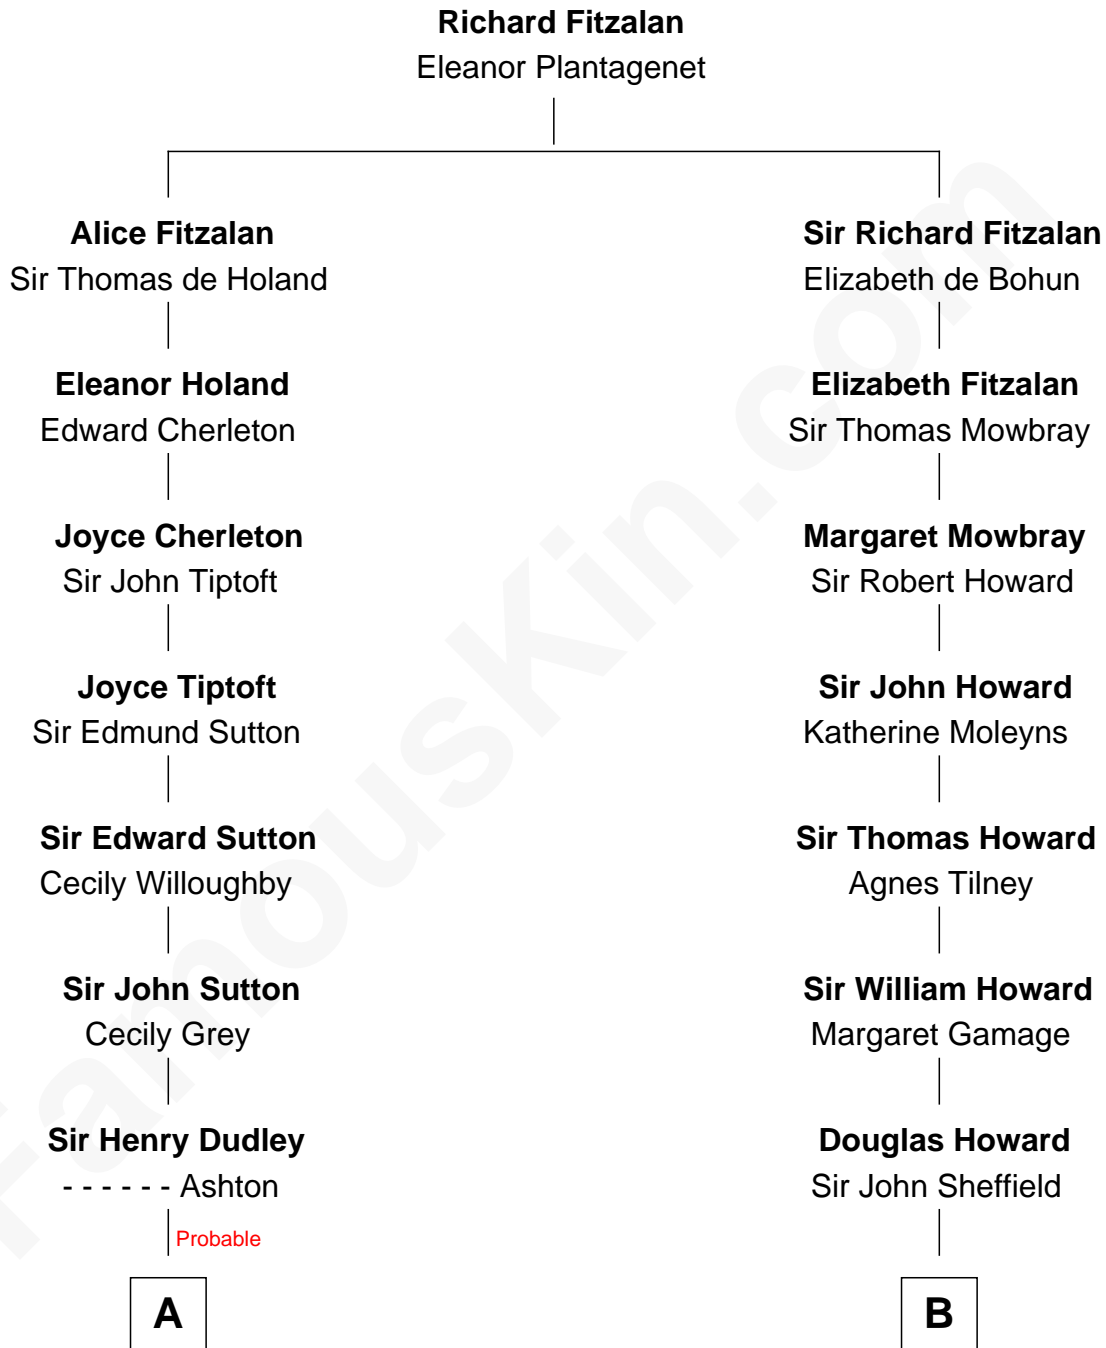 Richard Fitzalan
Eleanor Plantagenet
Alice Fitzalan
Sir Thomas de Holand
Sir Richard Fitzalan
Elizabeth de Bohun
Eleanor Holand
Edward Cherleton
Elizabeth Fitzalan
Sir Thomas Mowbray
Joyce Cherleton
Sir John Tiptoft
Margaret Mowbray
Sir Robert Howard
Joyce Tiptoft
Sir Edmund Sutton
Sir John Howard
Katherine Moleyns
Sir Edward Sutton
Cecily Willoughby
Sir Thomas Howard
Agnes Tilney
Sir John Sutton
Cecily Grey
Sir William Howard
Margaret Gamage
Sir Henry Dudley
- - - - - - Ashton
Douglas Howard
Sir John Sheffield
Probable
A
B
FamousKin.com